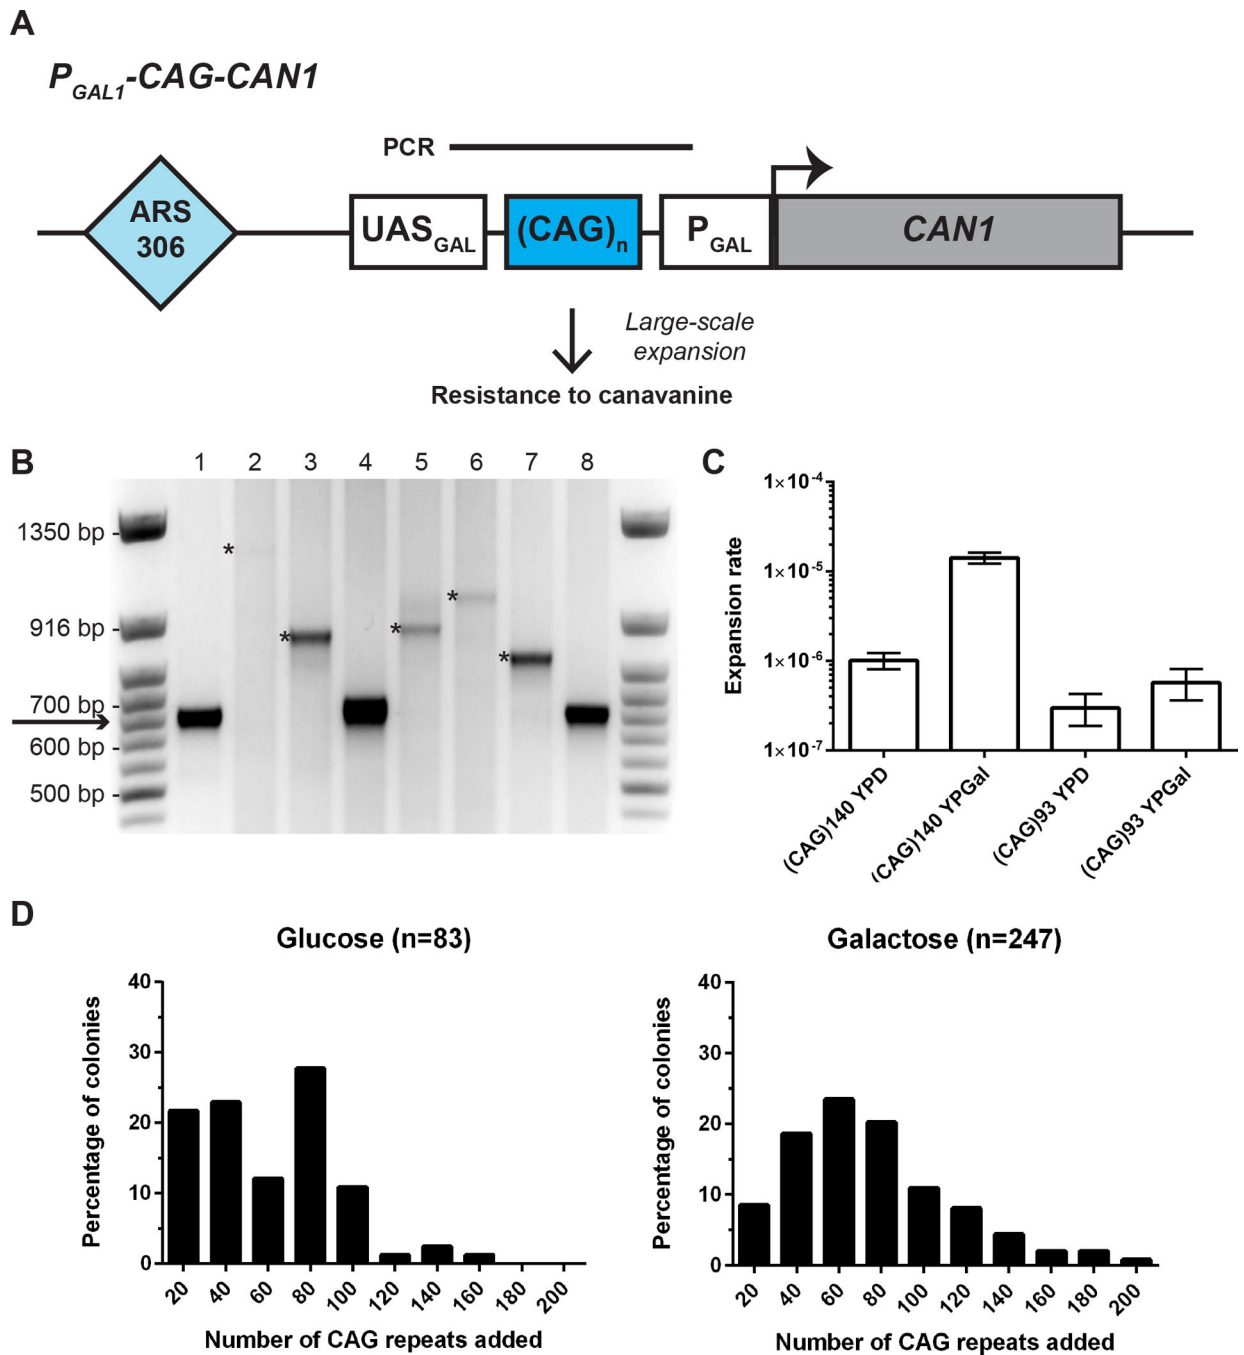 A
P_GAL1-CAG-CAN1
PCR
ARS
306
UAS_GAL
(CAG)_n
P_GAL
CAN1
Large-scale
expansion
Resistance to canavanine
B
1 2 3 4 5 6 7 8
1350 bp -
*
*
916 bp -
*
*
*
700 bp -
600 bp -
500 bp -
C
Expansion rate
1×10^-4
1×10^-5
1×10^-6
1×10^-7
(CAG)140 YPD
(CAG)140 YPGal
(CAG)93 YPD
(CAG)93 YPGal
D
Glucose (n=83)
Percentage of colonies
40
30
20
10
0
20 40 60 80 100 120 140 160 180 200
Number of CAG repeats added
Galactose (n=247)
Percentage of colonies
40
30
20
10
0
20 40 60 80 100 120 140 160 180 200
Number of CAG repeats added